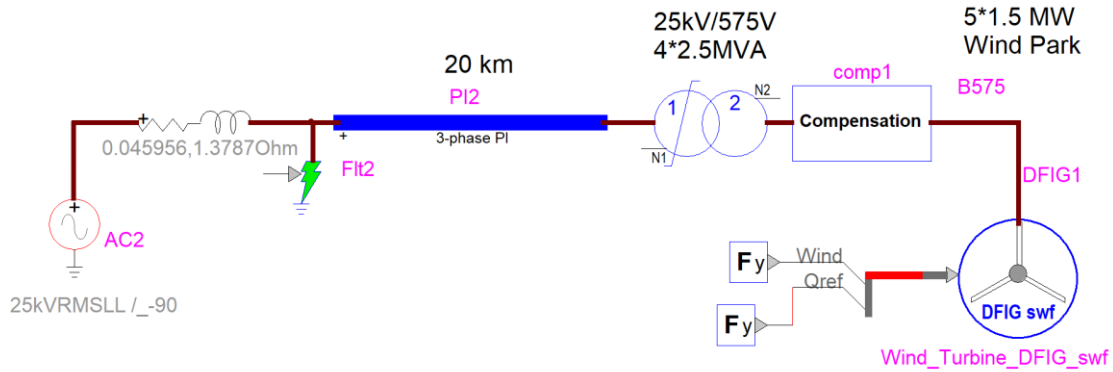 25kV/575V
4*2.5MVA
5*1.5 MW
Wind Park
20 km
PI2
comp1
B575
+
0.045956,1.3787Ohm
+
3-phase PI
1
2
N1
N2
Compensation
Flt2
DFIG1
+
AC2
25kVRMSLL /_-90
Fy
Wind
Qref
Fy
DFIG swf
Wind_Turbine_DFIG_swf